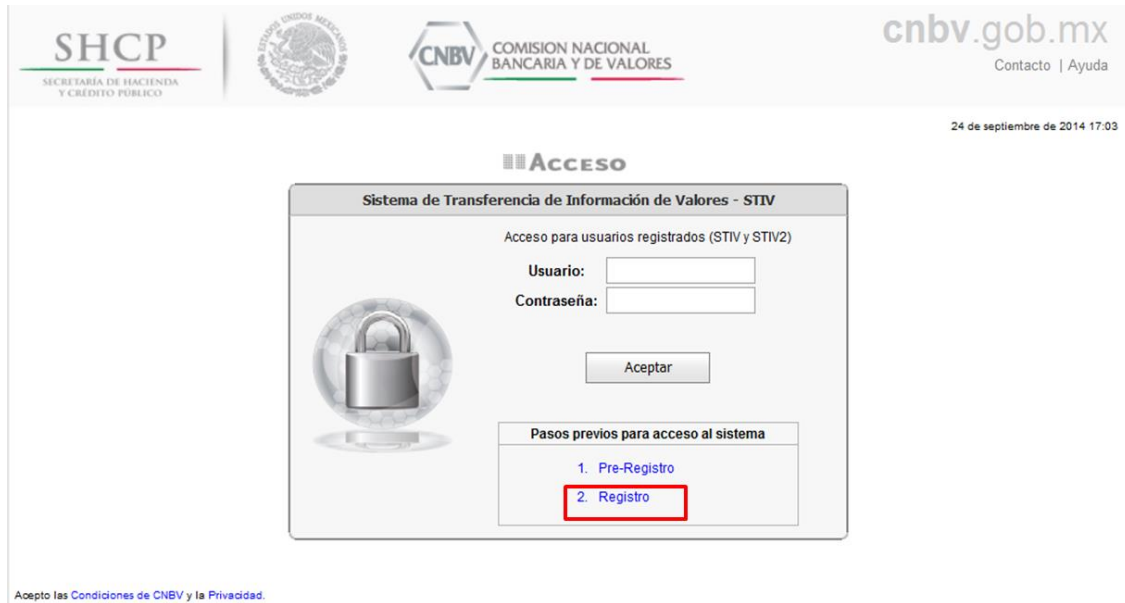 SHCP
SECRETARÍA DE HACIENDA
Y CRÉDITO PÚBLICO
ESTADOS UNIDOS MEXICANOS
CNBV
COMISION NACIONAL
BANCARIA Y DE VALORES
cnbv.gob.mx
Contacto | Ayuda
24 de septiembre de 2014 17:03
ACCESO
Sistema de Transferencia de Información de Valores - STIV
Acceso para usuarios registrados (STIV y STIV2)
Usuario:
Contraseña:
Aceptar
Pasos previos para acceso al sistema
1. Pre-Registro
2. Registro
Acepto las Condiciones de CNBV y la Privacidad.